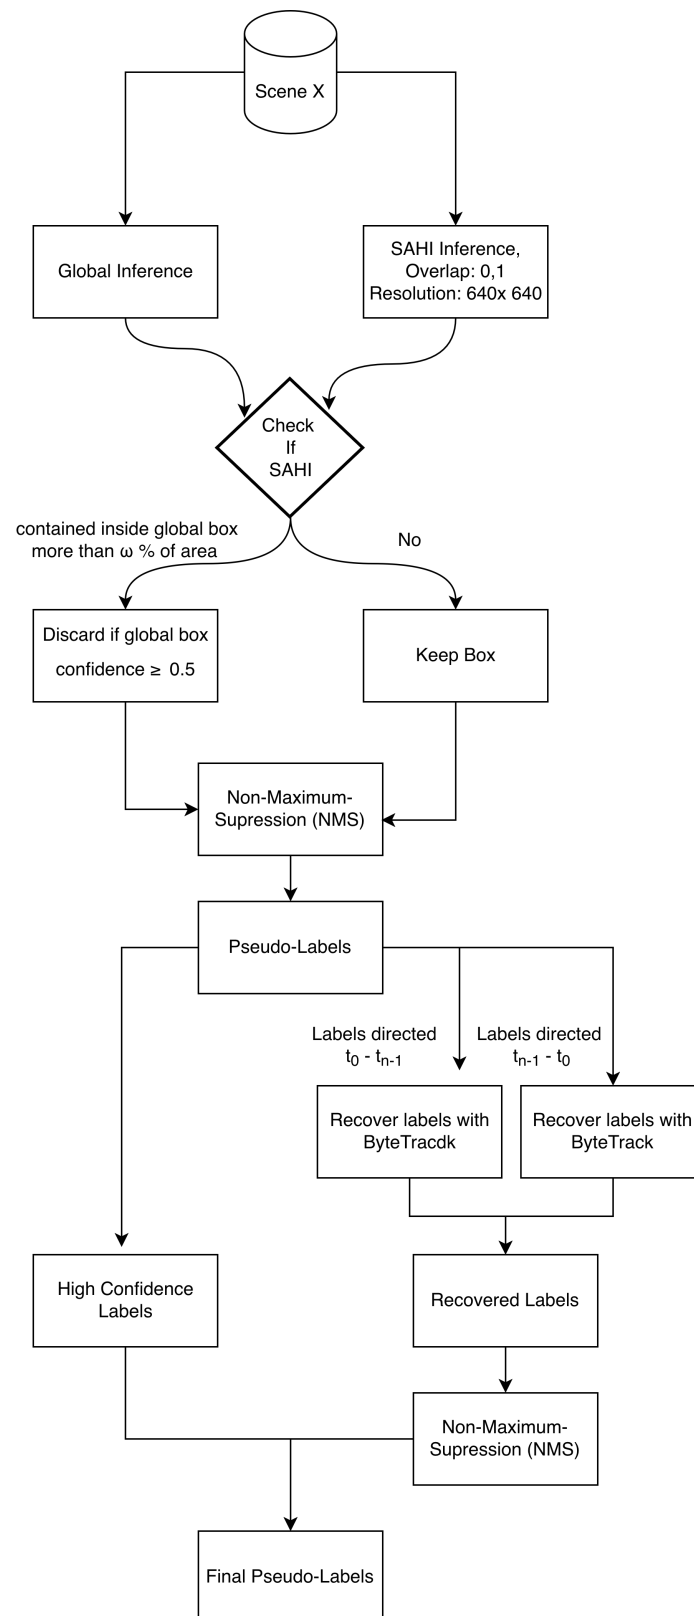 Scene X
Global Inference
SAHI Inference,
Overlap: 0,1
Resolution: 640x 640
Check
If
SAHI
contained inside global box
more than ω % of area
No
Discard if global box
confidence ≥ 0.5
Keep Box
Non-Maximum-
Supression (NMS)
Pseudo-Labels
Labels directed
t0 - tn-1
Labels directed
tn-1 - t0
Recover labels with
ByteTracdk
Recover labels with
ByteTrack
High Confidence
Labels
Recovered Labels
Non-Maximum-
Supression (NMS)
Final Pseudo-Labels